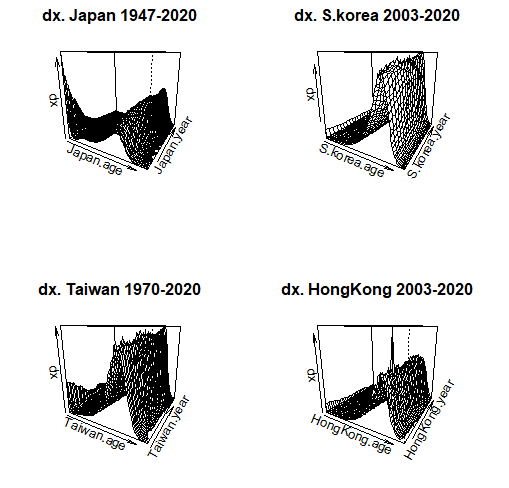 dx. Japan 1947-2020
dx
Japan.age
Japan.year
dx. S.korea 2003-2020
dx
S.korea.age
S.korea.year
dx. Taiwan 1970-2020
dx
Taiwan.age
Taiwan.year
dx. HongKong 2003-2020
dx
HongKong.age
HongKong.year